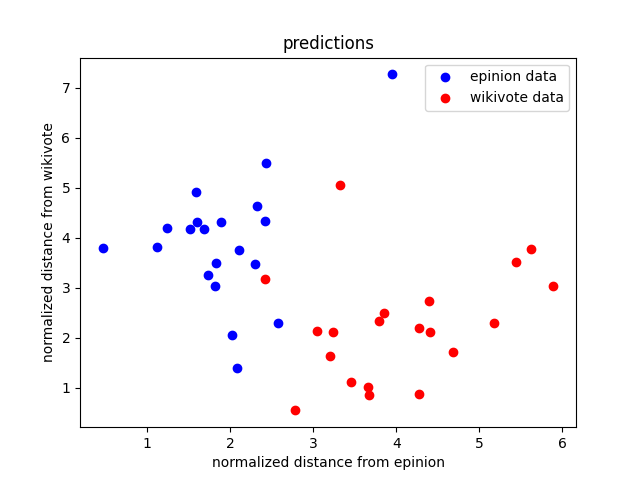 predictions
epinion data
wikivote data
7
6
5
4
3
2
1
normalized distance from wikivote
1 2 3 4 5 6
normalized distance from epinion